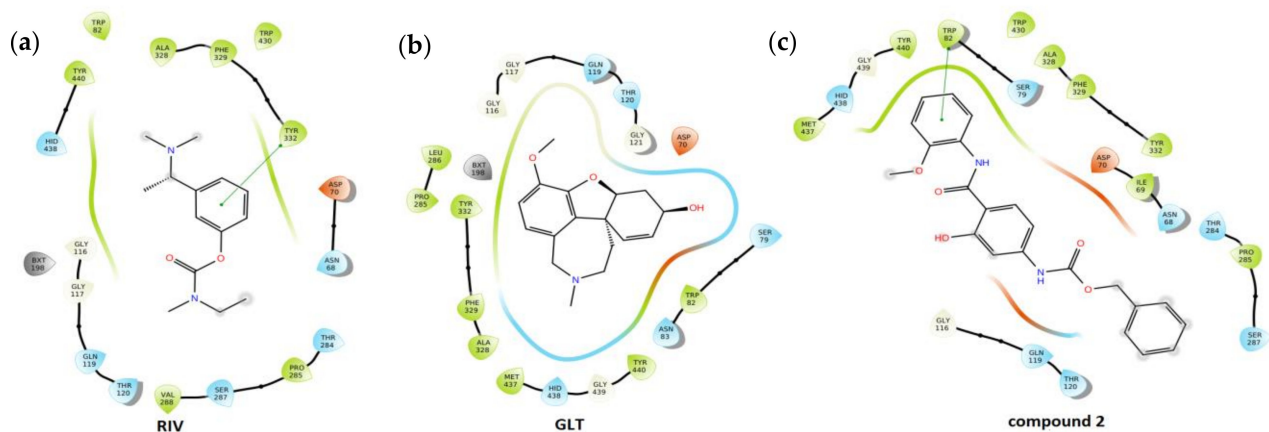 (a)
TRP
82
ALA
328
PHE
329
TRP
430
TYR
440
HID
438
TYR
332
N
ASP
70
ASN
68
GLY
116
BXT
198
GLY
117
O
O
N
GLN
119
THR
120
VAL
288
SER
287
PRO
285
THR
284
RIV
(b)
GLY
117
GLN
119
GLY
116
THR
120
GLY
121
ASP
70
LEU
286
BXT
198
PRO
285
TYR
332
O
O
OH
N
SER
79
TRP
82
ASN
83
PHE
329
ALA
328
MET
437
HID
438
GLY
439
TYR
440
GLT
(c)
TYR
440
GLY
439
HID
438
MET
437
TRP
82
TRP
430
SER
79
ALA
328
PHE
329
TYR
332
ASP
70
ILE
69
ASN
68
THR
284
PRO
285
SER
287
NH
O
O
HO
N
H
O
O
GLY
116
GLN
119
THR
120
compound 2